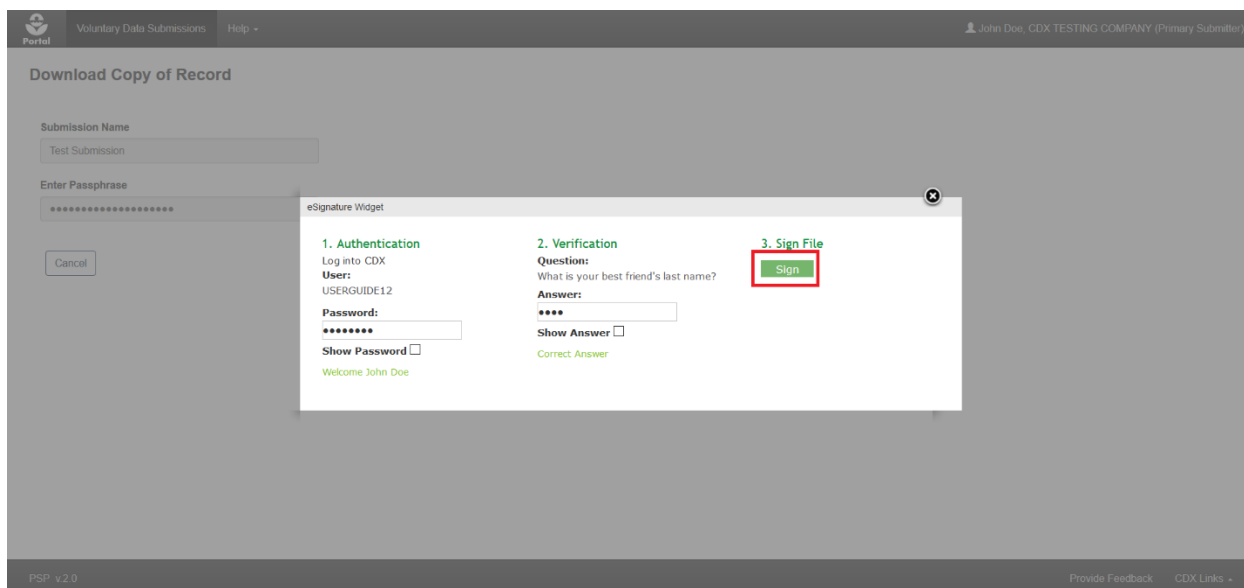 Portal
Voluntary Data Submissions
Help
John Doe, CDX TESTING COMPANY (Primary Submitter)
Download Copy of Record
Submission Name
Test Submission
Enter Passphrase
••••••••••••••••••••
Cancel
eSignature Widget
1. Authentication
Log into CDX
User:
USERGUIDE12
Password:
••••••••
Show Password
Welcome John Doe
2. Verification
Question:
What is your best friend's last name?
Answer:
••••
Show Answer
Correct Answer
3. Sign File
Sign
PSP v.2.0
Provide Feedback
CDX Links